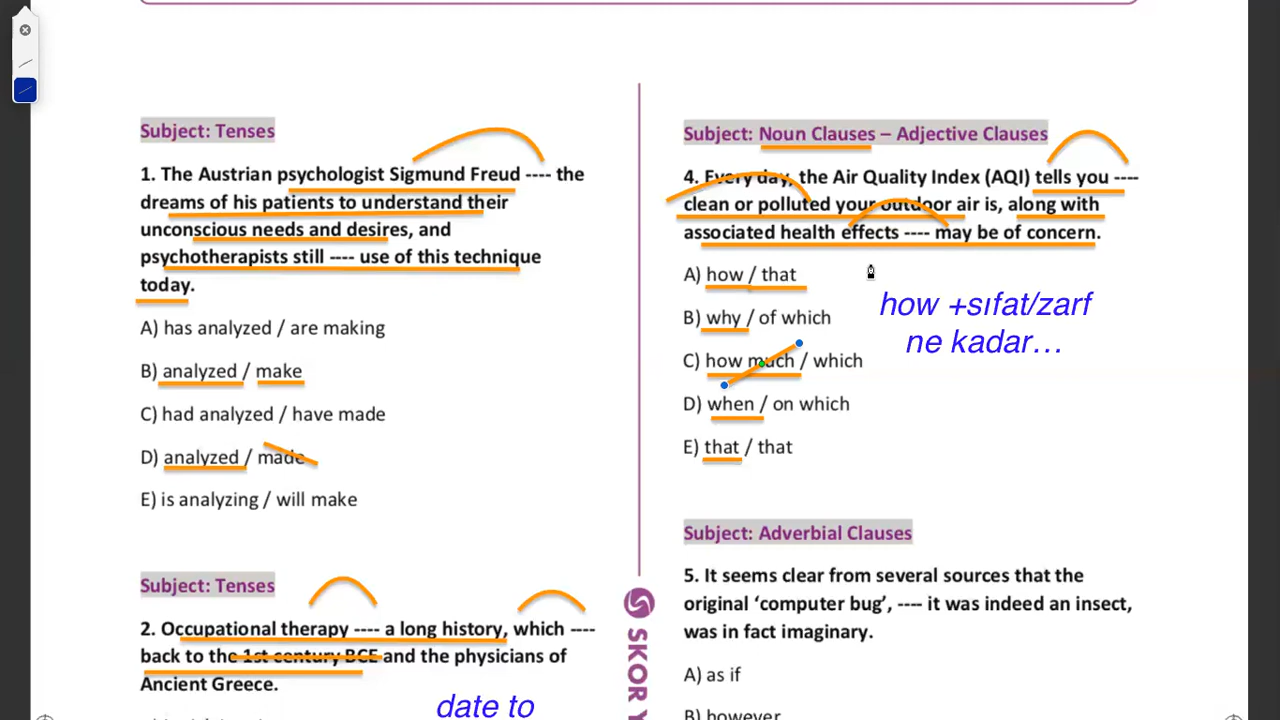 Subject: Tenses
1. The Austrian psychologist Sigmund Freud ---- the
dreams of his patients to understand their
unconscious needs and desires, and
psychotherapists still ---- use of this technique
today.
A) has analyzed / are making
B) analyzed / make
C) had analyzed / have made
D) analyzed / made
E) is analyzing / will make
Subject: Tenses
2. Occupational therapy ---- a long history, which ----
back to the 1st century BCE and the physicians of
Ancient Greece.
date to
Subject: Noun Clauses – Adjective Clauses
4. Every day, the Air Quality Index (AQI) tells you ----
clean or polluted your outdoor air is, along with
associated health effects ---- may be of concern.
A) how / that
B) why / of which
C) how much / which
D) when / on which
E) that / that
how +sıfat/zarf
ne kadar…
Subject: Adverbial Clauses
5. It seems clear from several sources that the
original ‘computer bug’, ---- it was indeed an insect,
was in fact imaginary.
A) as if
B) however
SKOR